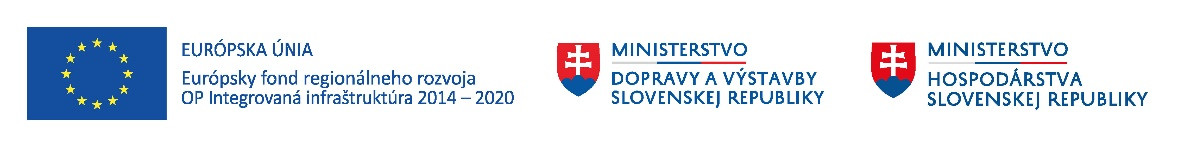 EURÓPSKA ÚNIA
Európsky fond regionálneho rozvoja
OP Integrovaná infraštruktúra 2014 – 2020
MINISTERSTVO
DOPRAVY A VÝSTAVBY
SLOVENSKEJ REPUBLIKY
MINISTERSTVO
HOSPODÁRSTVA
SLOVENSKEJ REPUBLIKY